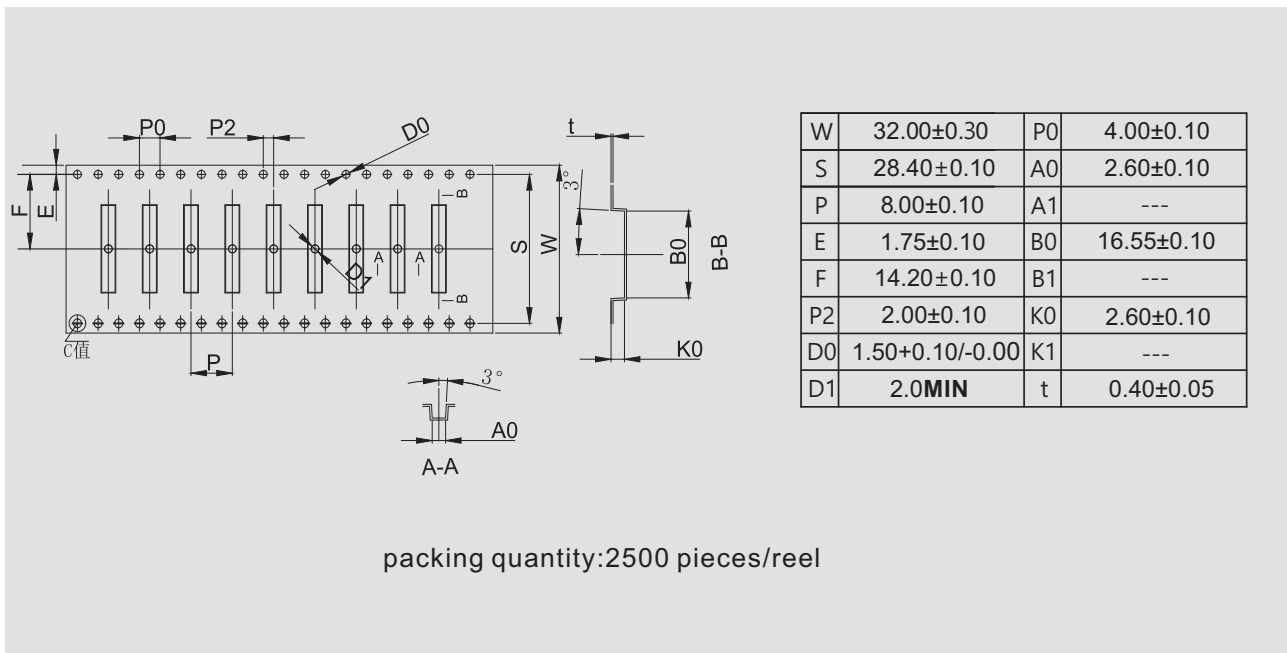 P0 P2 D0
F E D1 A A B B S W
C值
P
3°
A0
A-A
t
3°
B0 B-B
K0
W 32.00±0.30 P0 4.00±0.10
S 28.40±0.10 A0 2.60±0.10
P 8.00±0.10 A1 ---
E 1.75±0.10 B0 16.55±0.10
F 14.20±0.10 B1 ---
P2 2.00±0.10 K0 2.60±0.10
D0 1.50+0.10/-0.00 K1 ---
D1 2.0MIN t 0.40±0.05
packing quantity:2500 pieces/reel